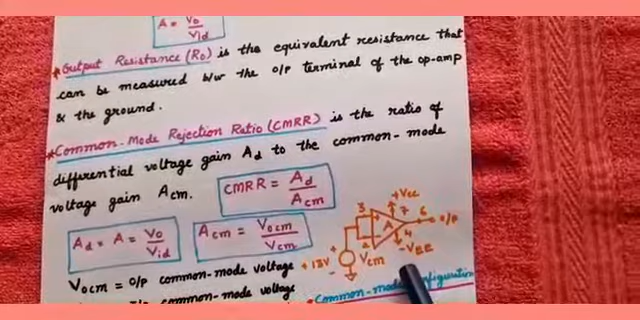 A = Vo/Vid
*Output Resistance (Ro) is the equivalent resistance that
can be measured b/w the o/p terminal of the op-amp
& the ground.
*Common-Mode Rejection Ratio (CMRR) is the ratio of
differential voltage gain Ad to the common-mode
voltage gain Acm.
CMRR = Ad/Acm
Ad = A = Vo/Vid
Acm = Vocm/Vcm
+Vcc
3
7
6
A
o/p
2
4
-VEE
+
+15V
Vcm
-
Vocm = o/p common-mode voltage
common-mode voltage
*Common-mode Configuration